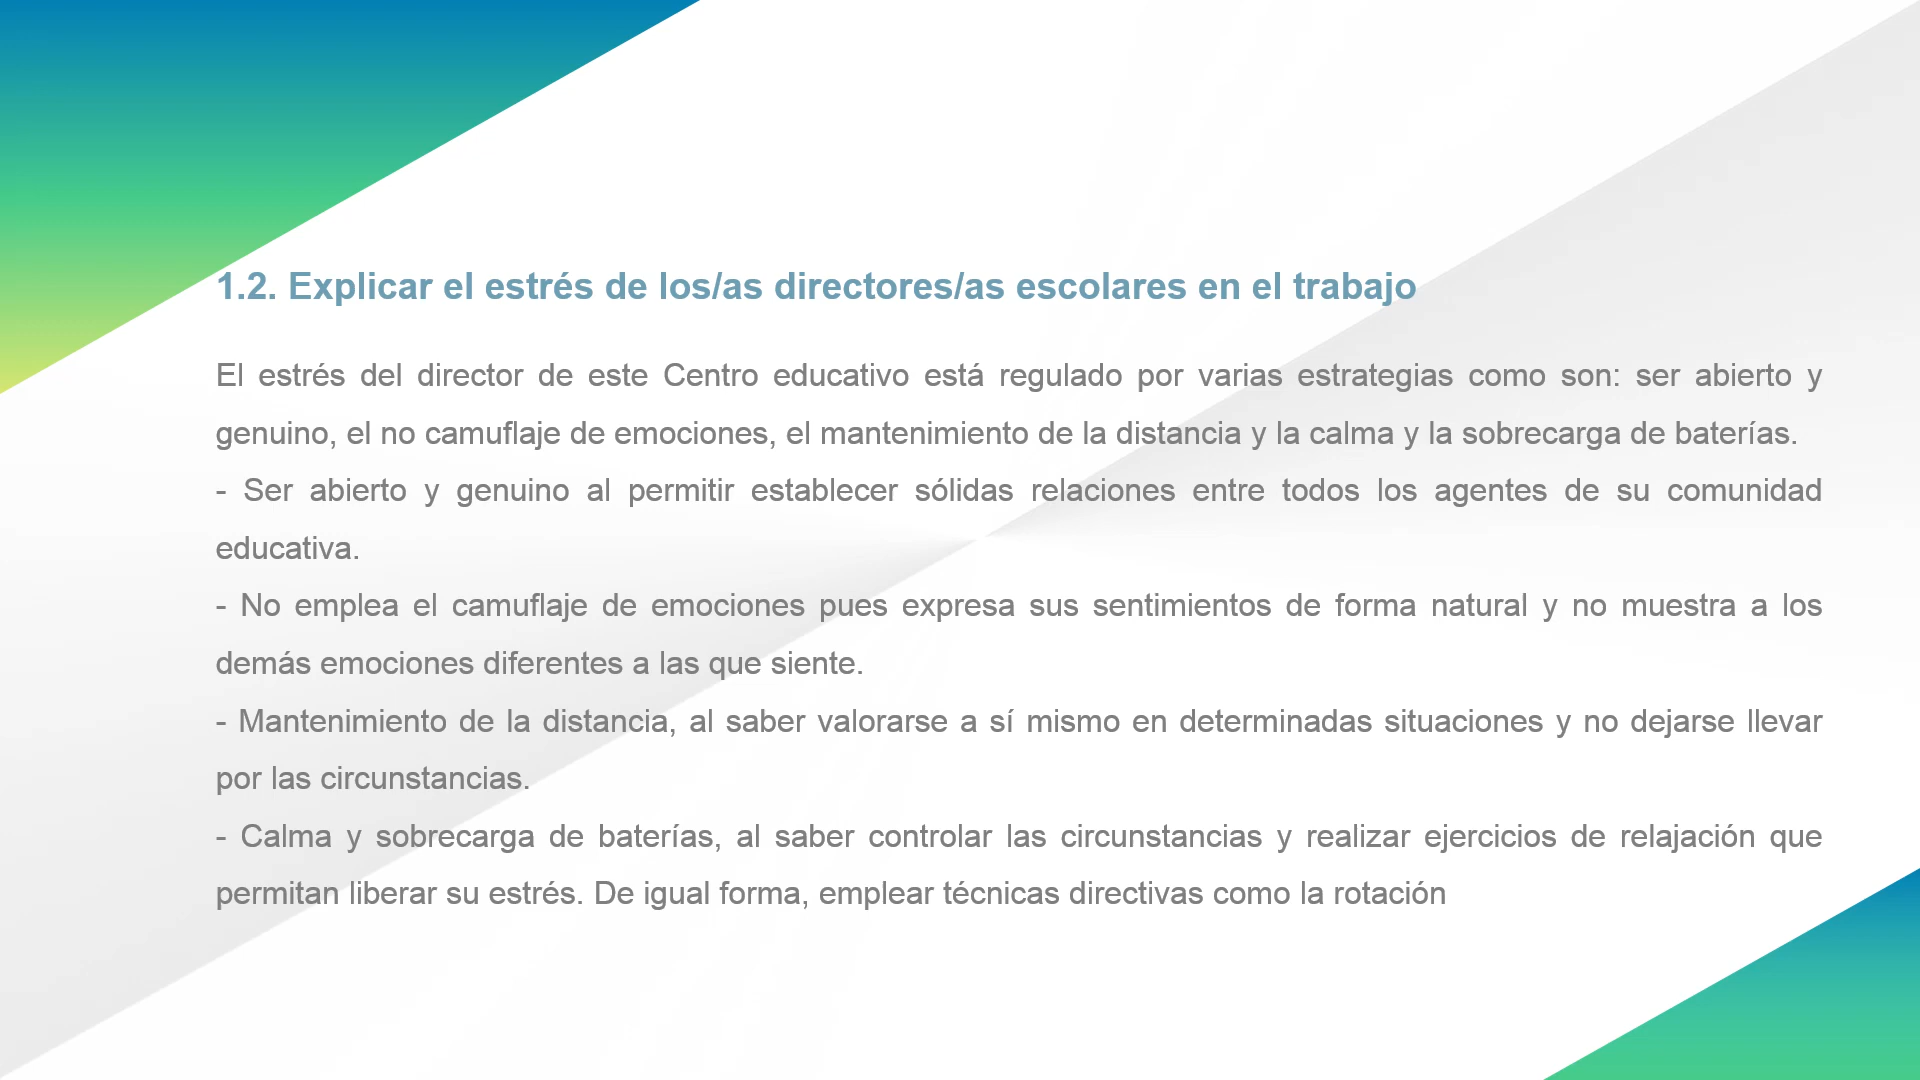 1.2. Explicar el estrés de los/as directores/as escolares en el trabajo
El estrés del director de este Centro educativo está regulado por varias estrategias como son: ser abierto y
genuino, el no camuflaje de emociones, el mantenimiento de la distancia y la calma y la sobrecarga de baterías.
- Ser abierto y genuino al permitir establecer sólidas relaciones entre todos los agentes de su comunidad
educativa.
- No emplea el camuflaje de emociones pues expresa sus sentimientos de forma natural y no muestra a los
demás emociones diferentes a las que siente.
- Mantenimiento de la distancia, al saber valorarse a sí mismo en determinadas situaciones y no dejarse llevar
por las circunstancias.
- Calma y sobrecarga de baterías, al saber controlar las circunstancias y realizar ejercicios de relajación que
permitan liberar su estrés. De igual forma, emplear técnicas directivas como la rotación